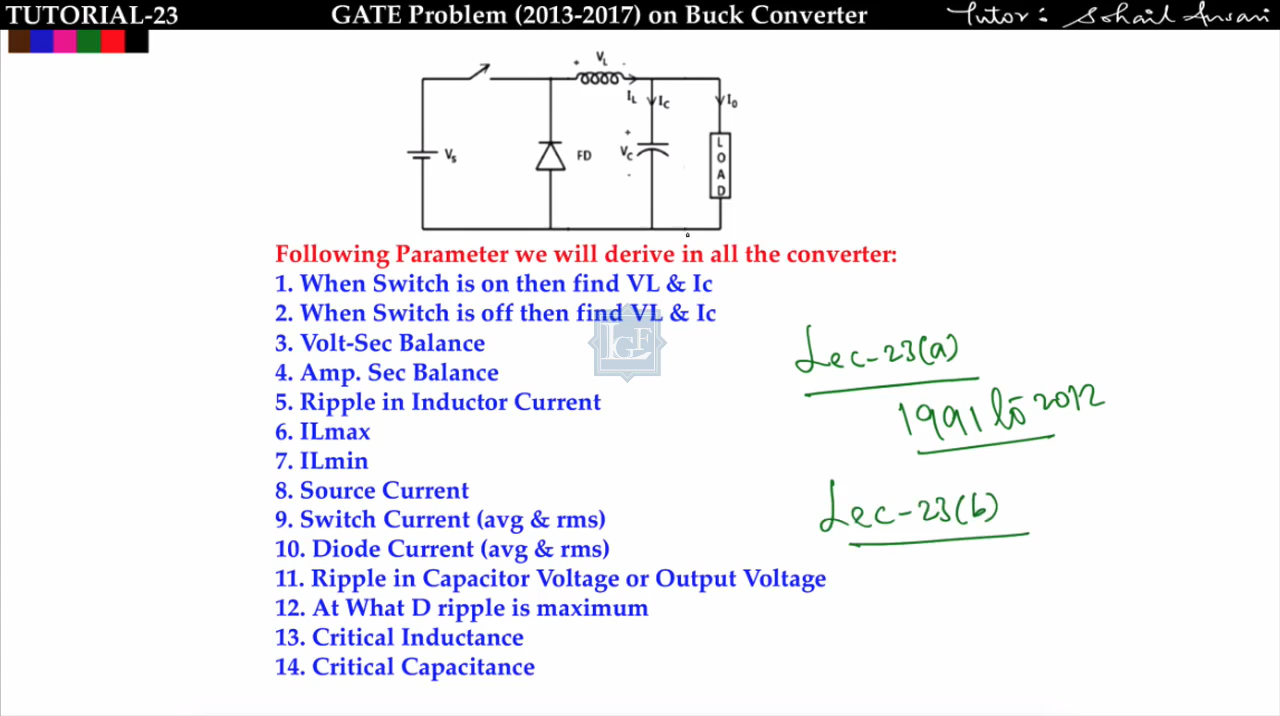 TUTORIAL-23 GATE Problem (2013-2017) on Buck Converter Tutor: Sohail Ansari
+ VL -
IL IC IO
Vs FD + VC - LOAD
Following Parameter we will derive in all the converter:
1. When Switch is on then find VL & Ic
2. When Switch is off then find VL & Ic
3. Volt-Sec Balance
4. Amp. Sec Balance
5. Ripple in Inductor Current
6. ILmax
7. ILmin
8. Source Current
9. Switch Current (avg & rms)
10. Diode Current (avg & rms)
11. Ripple in Capacitor Voltage or Output Voltage
12. At What D ripple is maximum
13. Critical Inductance
14. Critical Capacitance
LGF
Lec-23(a)
1991 to 2012
Lec-23(b)